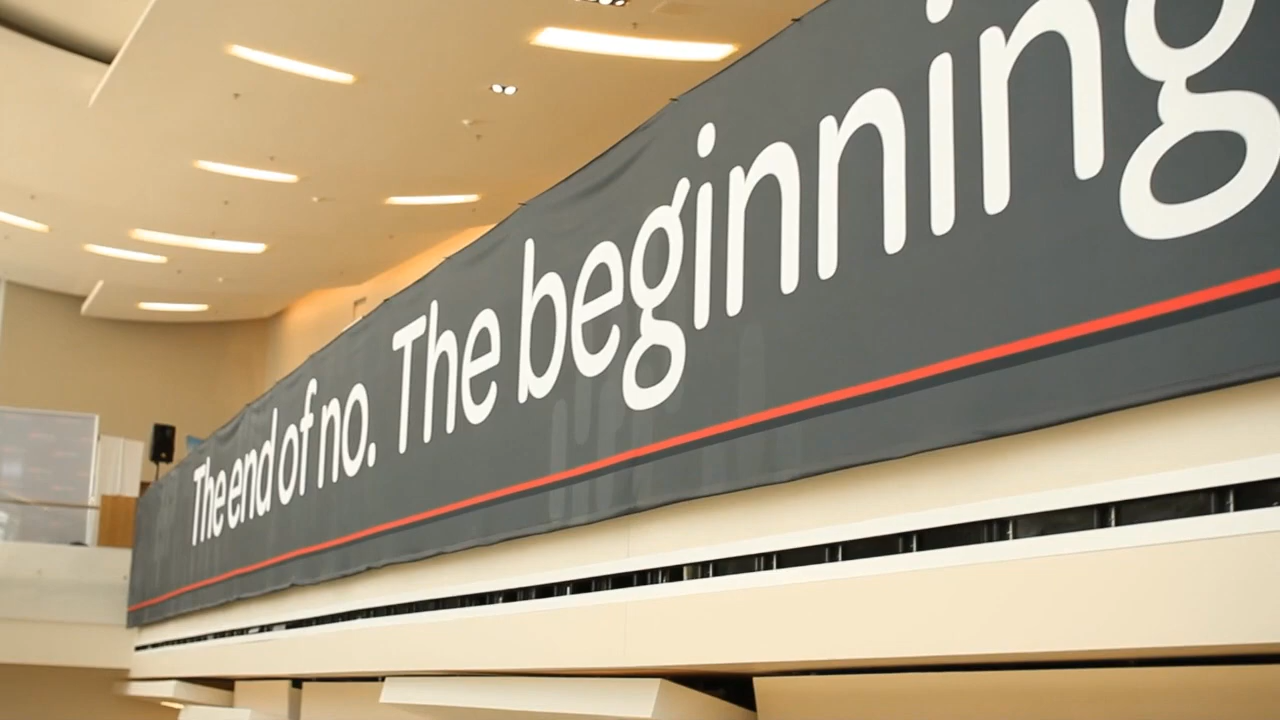 The end of no. The beginning